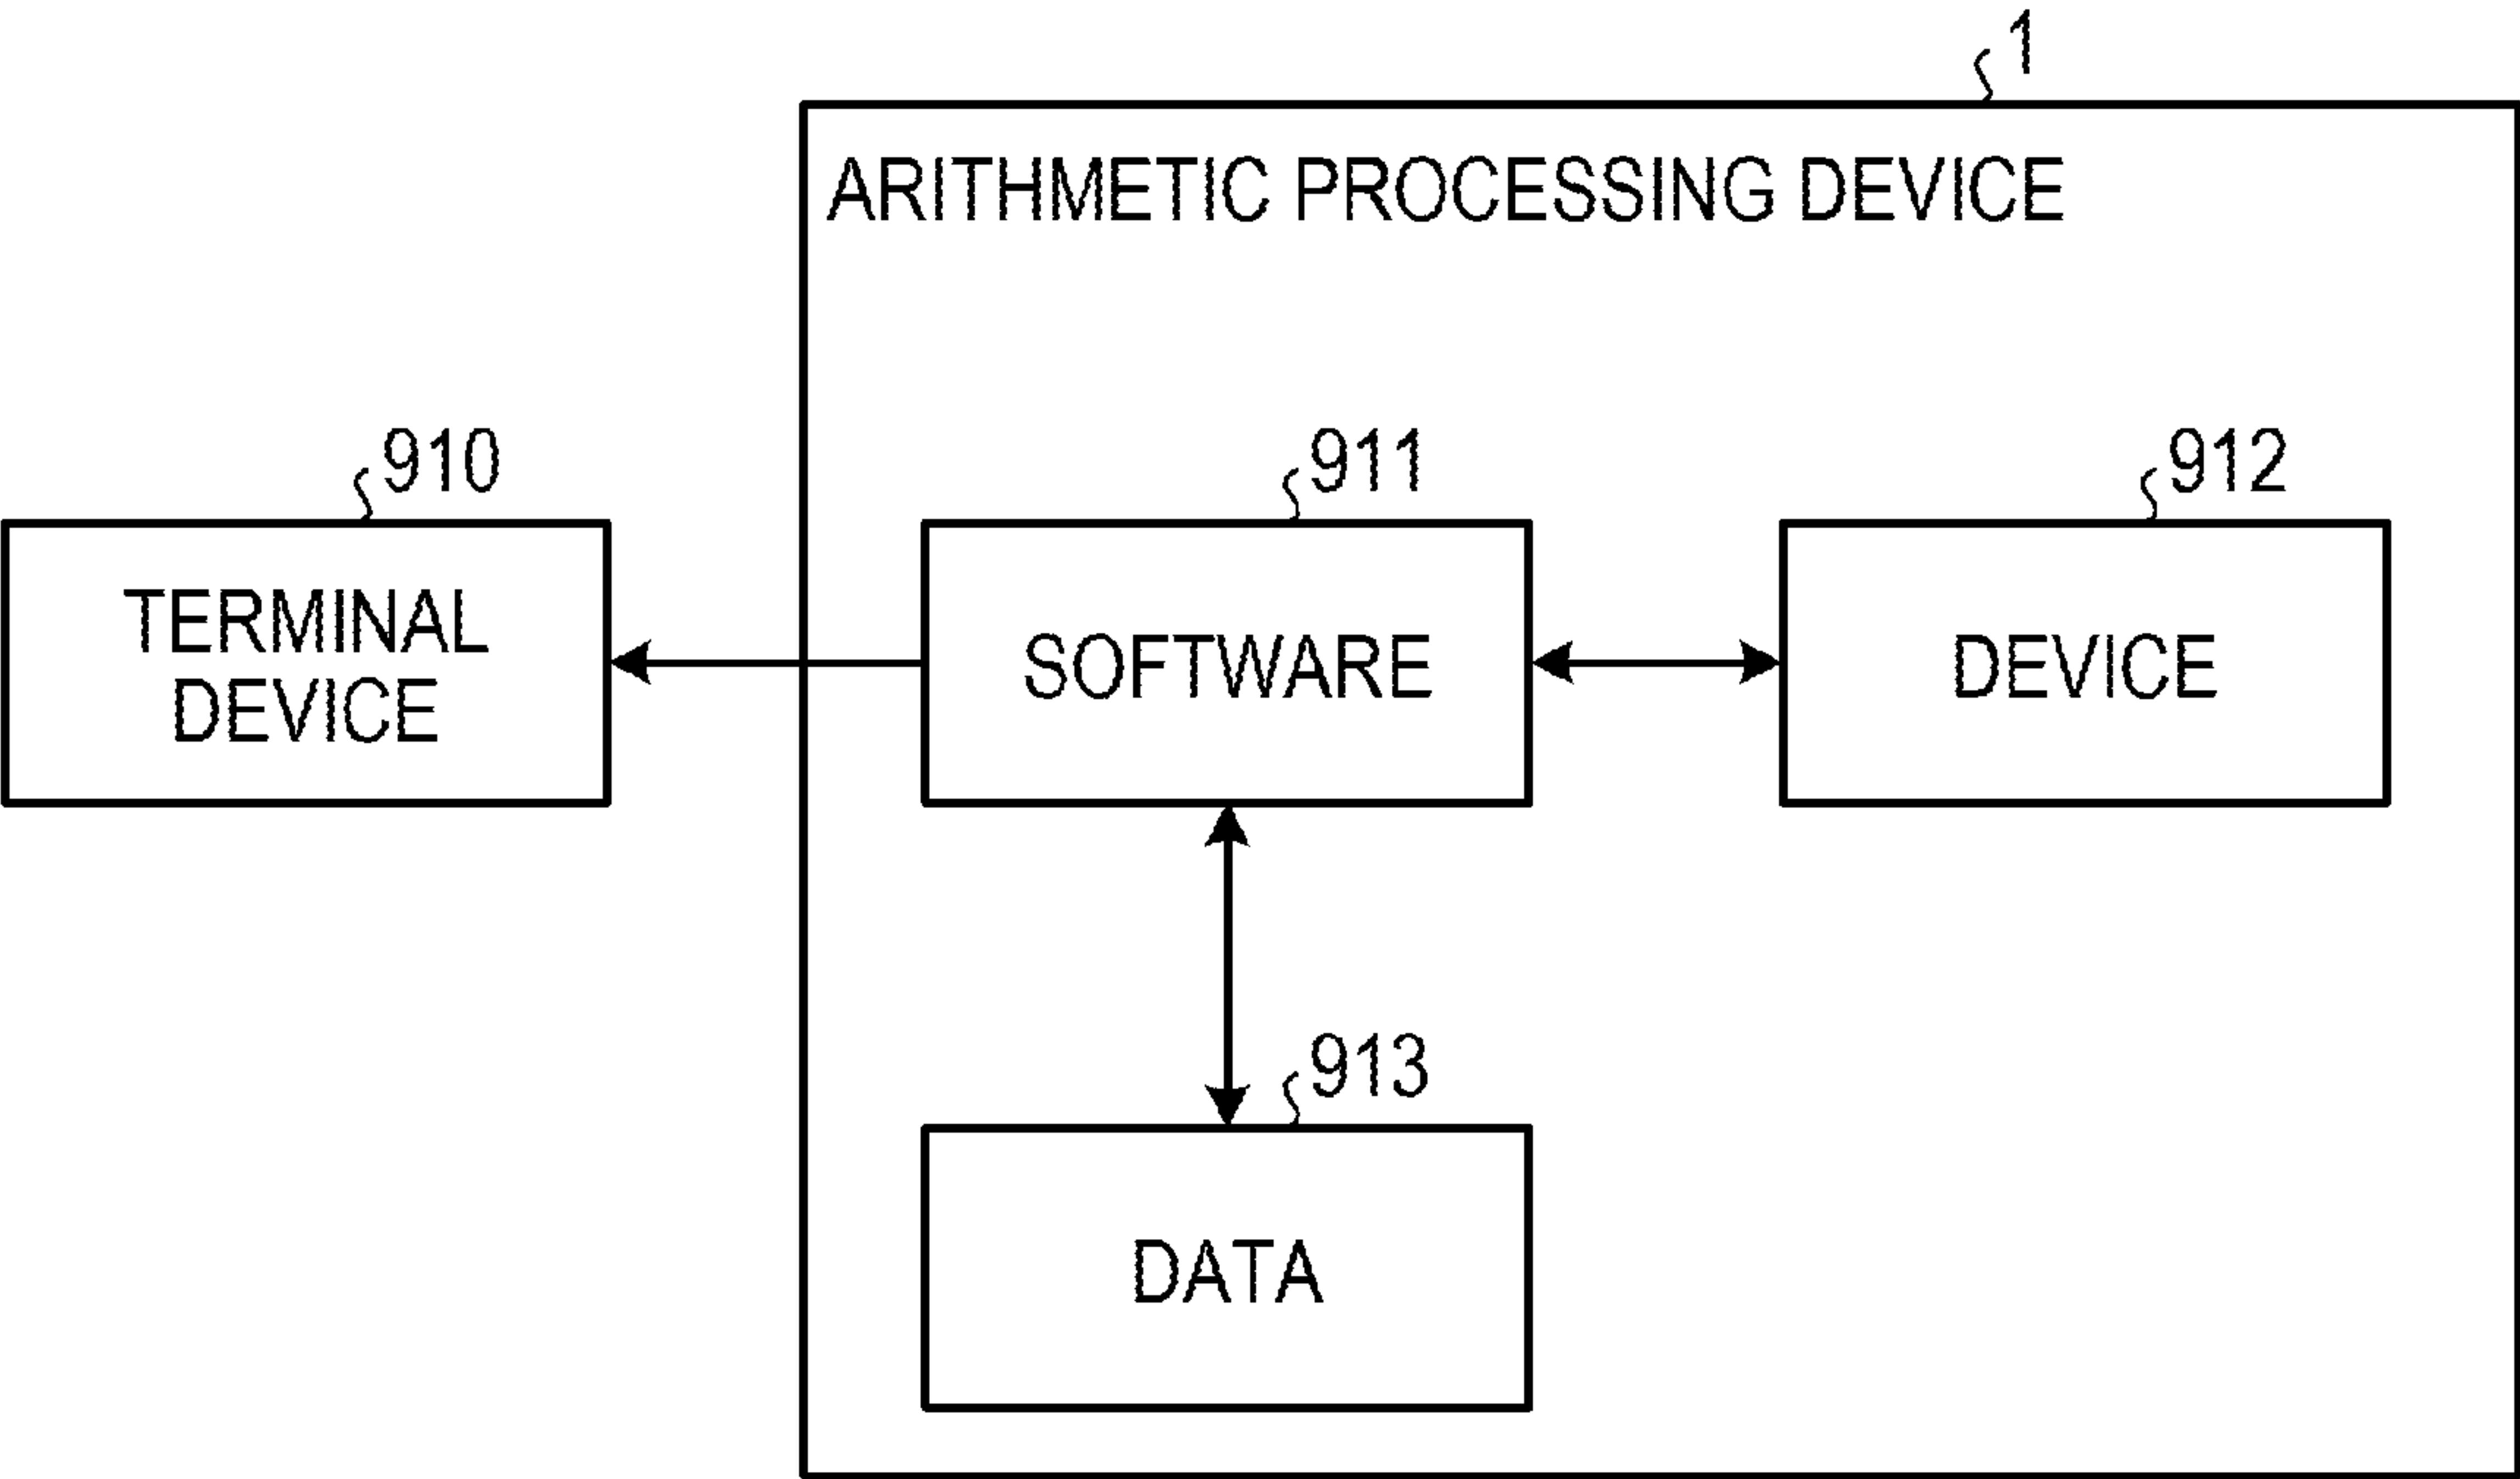 1
ARITHMETIC PROCESSING DEVICE
910
911
912
TERMINAL
DEVICE
SOFTWARE
DEVICE
913
DATA